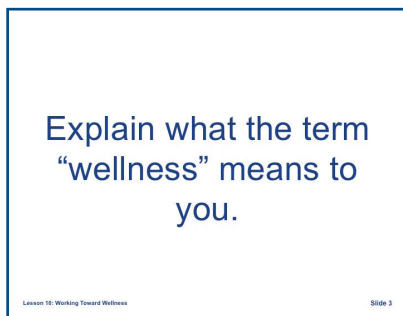 Explain what the term
“wellness” means to
you.
Lesson 10: Working Toward Wellness
Slide 3